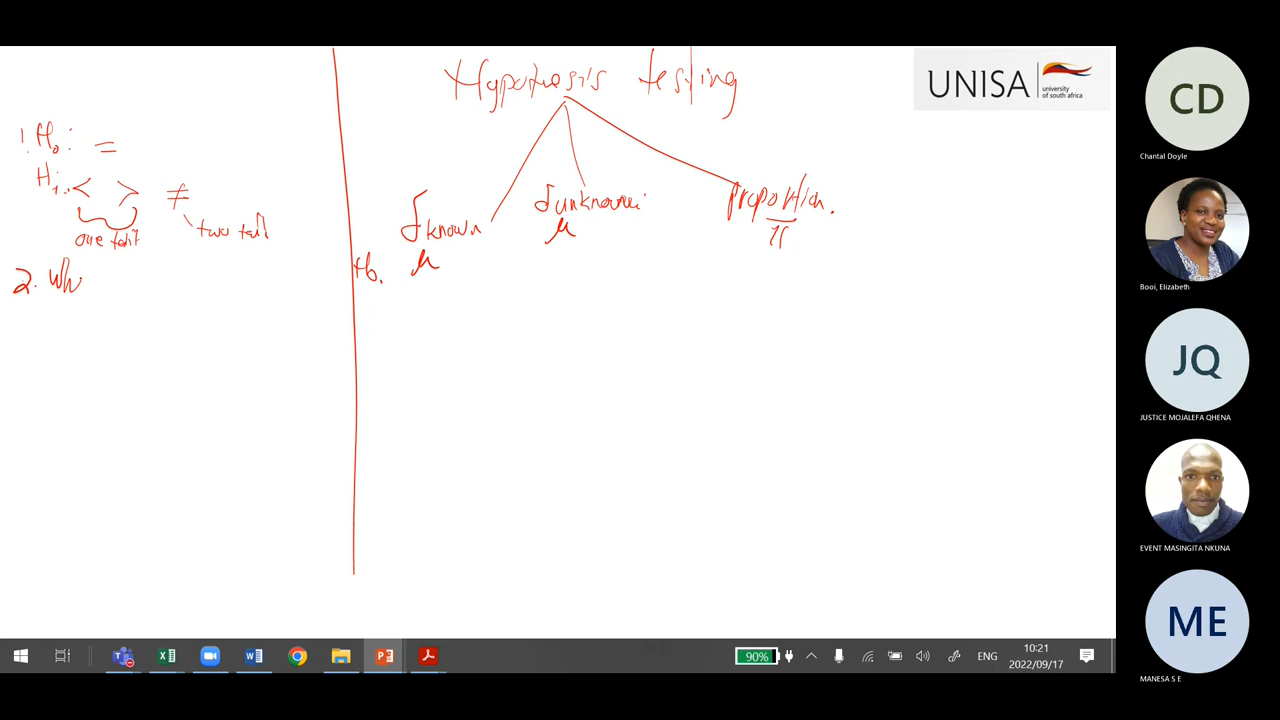 Hypothesis testing
UNISA
university
of south africa
! H₀: =
H₁: < > ≠
one tail
two tail
2. Wh
σ known
μ
σ unknown
μ
proportion.
π
H₀.
CD
Chantal Doyle
Booi, Elizabeth
JQ
JUSTICE MOJALEFA QHENA
EVENT MASINGITA NKUNA
ME
MANESA S E
90%
ENG
10:21
2022/09/17